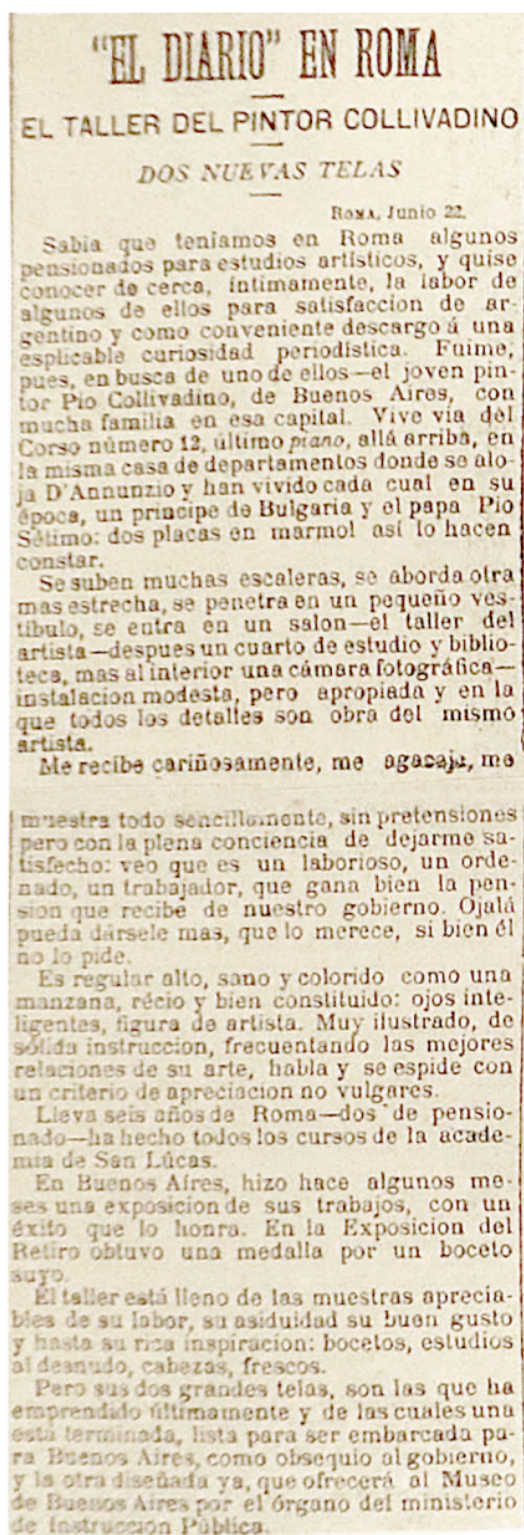 "EL DIARIO" EN ROMA
EL TALLER DEL PINTOR COLLIVADINO
DOS NUEVAS TELAS
ROMA, Junio 22.
Sabia que teníamos en Roma algunos
pensionados para estudios artísticos, y quise
conocer de cerca, íntimamente, la labor de
algunos de ellos para satisfaccion de ar-
gentino y como conveniente descargo á una
esplicable curiosidad periodística. Fuime,
pues, en busca de uno de ellos—el joven pin-
tor Pio Collivadino, de Buenos Aires, con
mucha familia en esa capital. Vive via del
Corso número 12, último piano, allá arriba, en
la misma casa de departamentos donde se alo-
ja D'Annunzio y han vivido cada cual en su
época, un principe de Bulgaria y el papa Pio
Sétimo: dos placas en marmol así lo hacen
constar.
Se suben muchas escaleras, se aborda otra
mas estrecha, se penetra en un pequeño ves-
tíbulo, se entra en un salon—el taller del
artista—despues un cuarto de estudio y biblio-
teca, mas al interior una cámara fotográfica—
instalacion modesta, pero apropiada y en la
que todos los detalles son obra del mismo
artista.
Me recibe cariñosamente, me agasaja, me
muestra todo sencillamente, sin pretensiones
pero con la plena conciencia de dejarme sa-
tisfecho: veo que es un laborioso, un orde-
nado, un trabajador, que gana bien la pen-
sion que recibe de nuestro gobierno. Ojalá
pueda dársele mas, que lo merece, si bien él
no lo pide.
Es regular alto, sano y colorido como una
manzana, récio y bien constituido: ojos inte-
ligentes, figura de artista. Muy ilustrado, de
sólida instruccion, frecuentando las mejores
relaciones de su arte, habla y se espide con
un criterio de apreciacion no vulgares.
Lleva seis años de Roma—dos de pensio-
nado—ha hecho todos los cursos de la acade-
mia de San Lúcas.
En Buenos Aires, hizo hace algunos me-
ses una exposicion de sus trabajos, con un
éxito que lo honra. En la Exposicion del
Retiro obtuvo una medalla por un boceto
suyo.
El taller está lleno de las muestras aprecia-
bles de su labor, su asiduidad su buen gusto
y hasta su rica inspiracion: bocetos, estudios
al desnudo, cabezas, frescos.
Pero sus dos grandes telas, son las que ha
emprendido últimamente y de las cuales una
está terminada, lista para ser embarcada pa-
ra Buenos Aires, como obsequio al gobierno,
y la otra diseñada ya, que ofrecerá al Museo
de Buenos Aires por el órgano del ministerio
de Instrucción Pública.